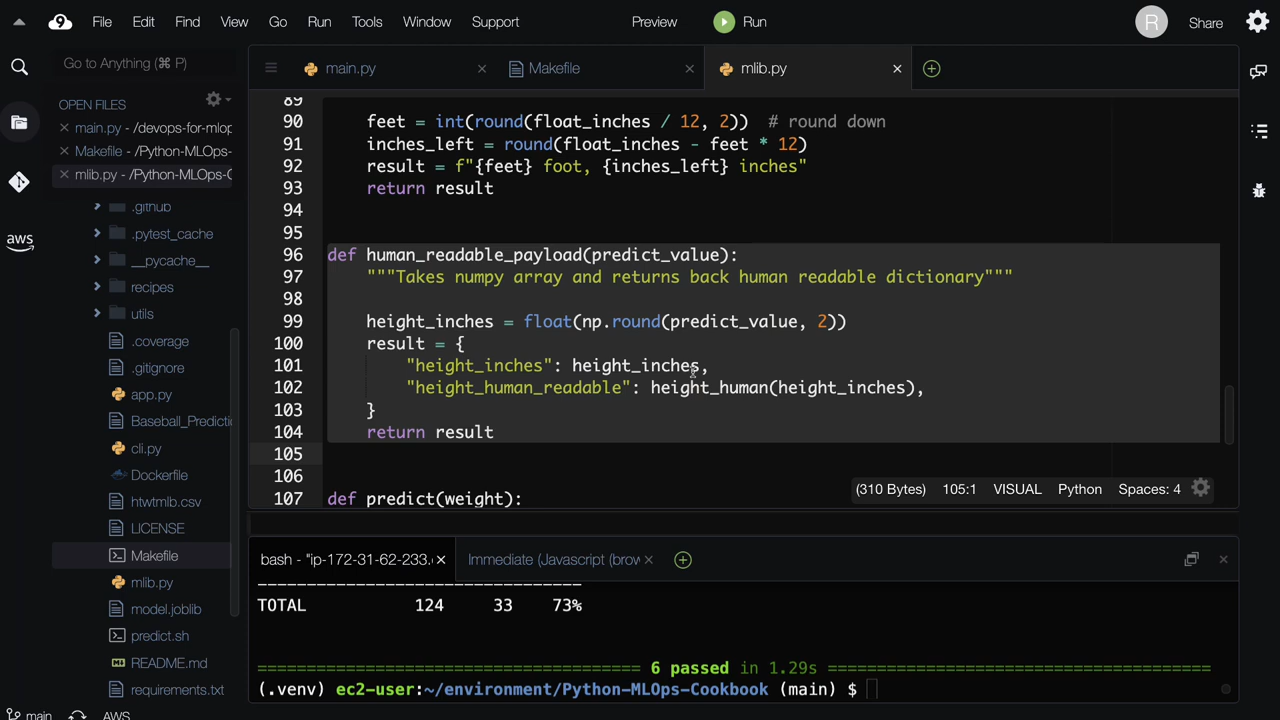 9 File Edit Find View Go Run Tools Window Support Preview Run R Share
Go to Anything (⌘ P) main.py × Makefile × mlib.py ×
OPEN FILES
× main.py - /devops-for-mlop
× Makefile - /Python-MLOps-
× mlib.py - /Python-MLOps-C
.github
.pytest_cache
__pycache__
recipes
utils
.coverage
.gitignore
app.py
Baseball_Predictio
cli.py
Dockerfile
htwtmlb.csv
LICENSE
Makefile
mlib.py
model.joblib
predict.sh
README.md
requirements.txt
aws
main AWS
89
90 feet = int(round(float_inches / 12, 2)) # round down
91 inches_left = round(float_inches - feet * 12)
92 result = f"{feet} foot, {inches_left} inches"
93 return result
94
95
96 def human_readable_payload(predict_value):
97 """Takes numpy array and returns back human readable dictionary"""
98
99 height_inches = float(np.round(predict_value, 2))
100 result = {
101 "height_inches": height_inches,
102 "height_human_readable": height_human(height_inches),
103 }
104 return result
105
106
107 def predict(weight):
(310 Bytes) 105:1 VISUAL Python Spaces: 4
bash - "ip-172-31-62-233. × Immediate (Javascript (brow ×
TOTAL 124 33 73%
6 passed in 1.29s
(.venv) ec2-user:~/environment/Python-MLOps-Cookbook (main) $